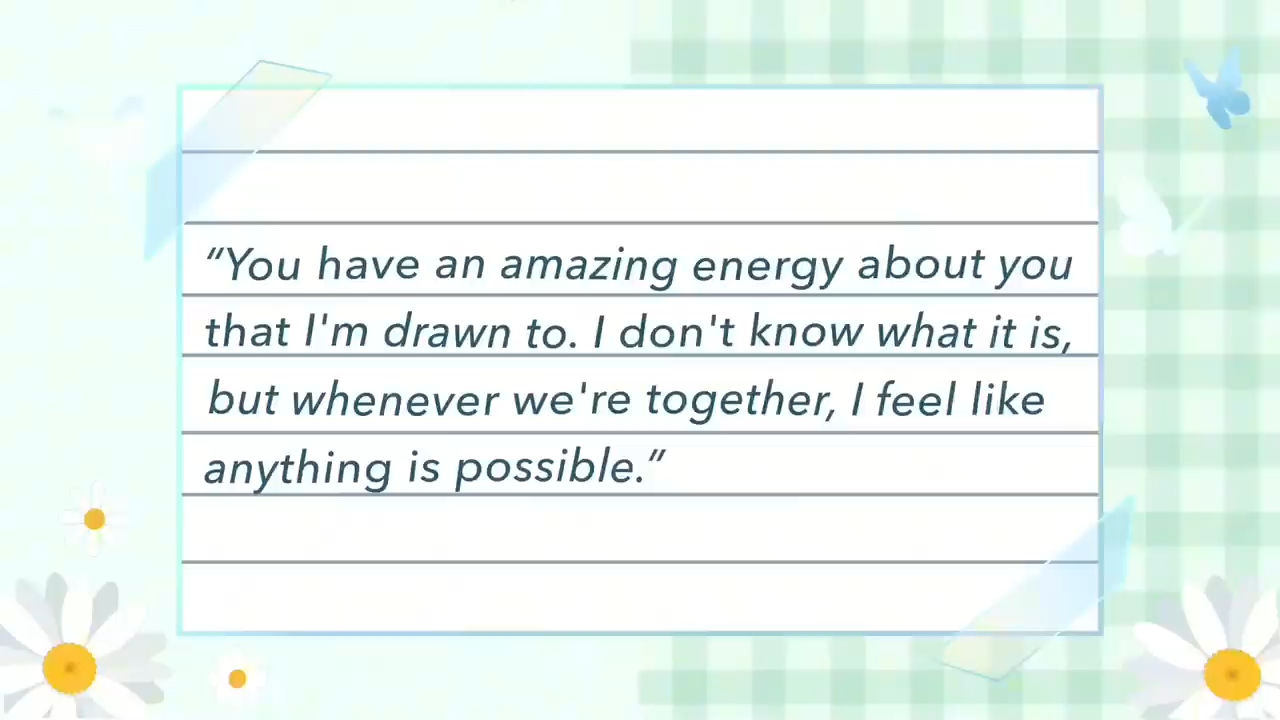 “You have an amazing energy about you
that I'm drawn to. I don't know what it is,
but whenever we're together, I feel like
anything is possible.”